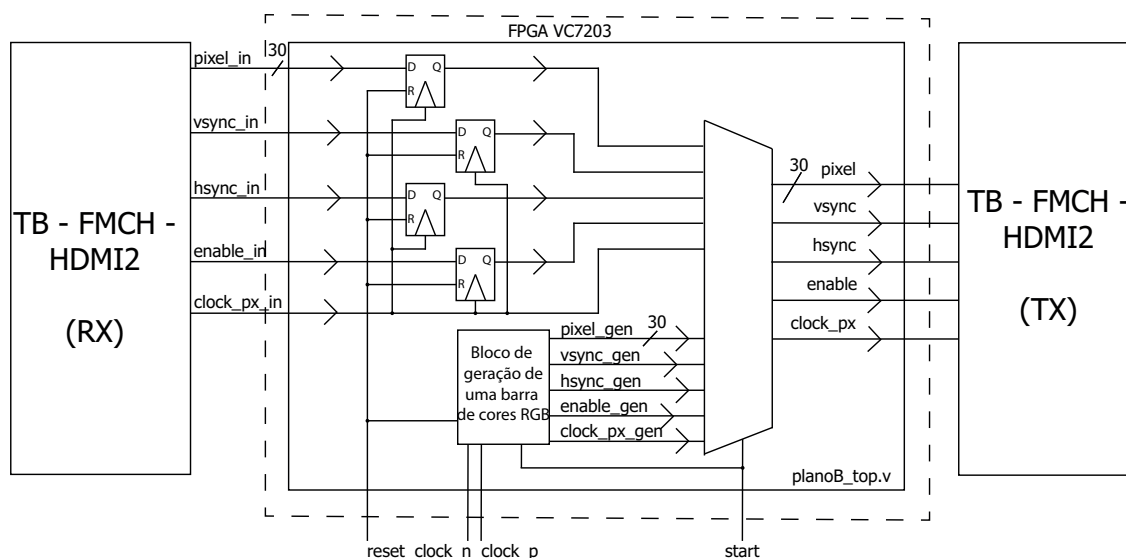 FPGA VC7203
TB - FMCH -
HDMI2
(RX)
pixel_in
30
vsync_in
hsync_in
enable_in
clock_px_in
D Q
R
D Q
R
D Q
R
D Q
R
Bloco de
geração de
uma barra
de cores RGB
pixel_gen
30
vsync_gen
hsync_gen
enable_gen
clock_px_gen
30
pixel
vsync
hsync
enable
clock_px
TB - FMCH -
HDMI2
(TX)
planoB_top.v
reset clock_n clock_p
start